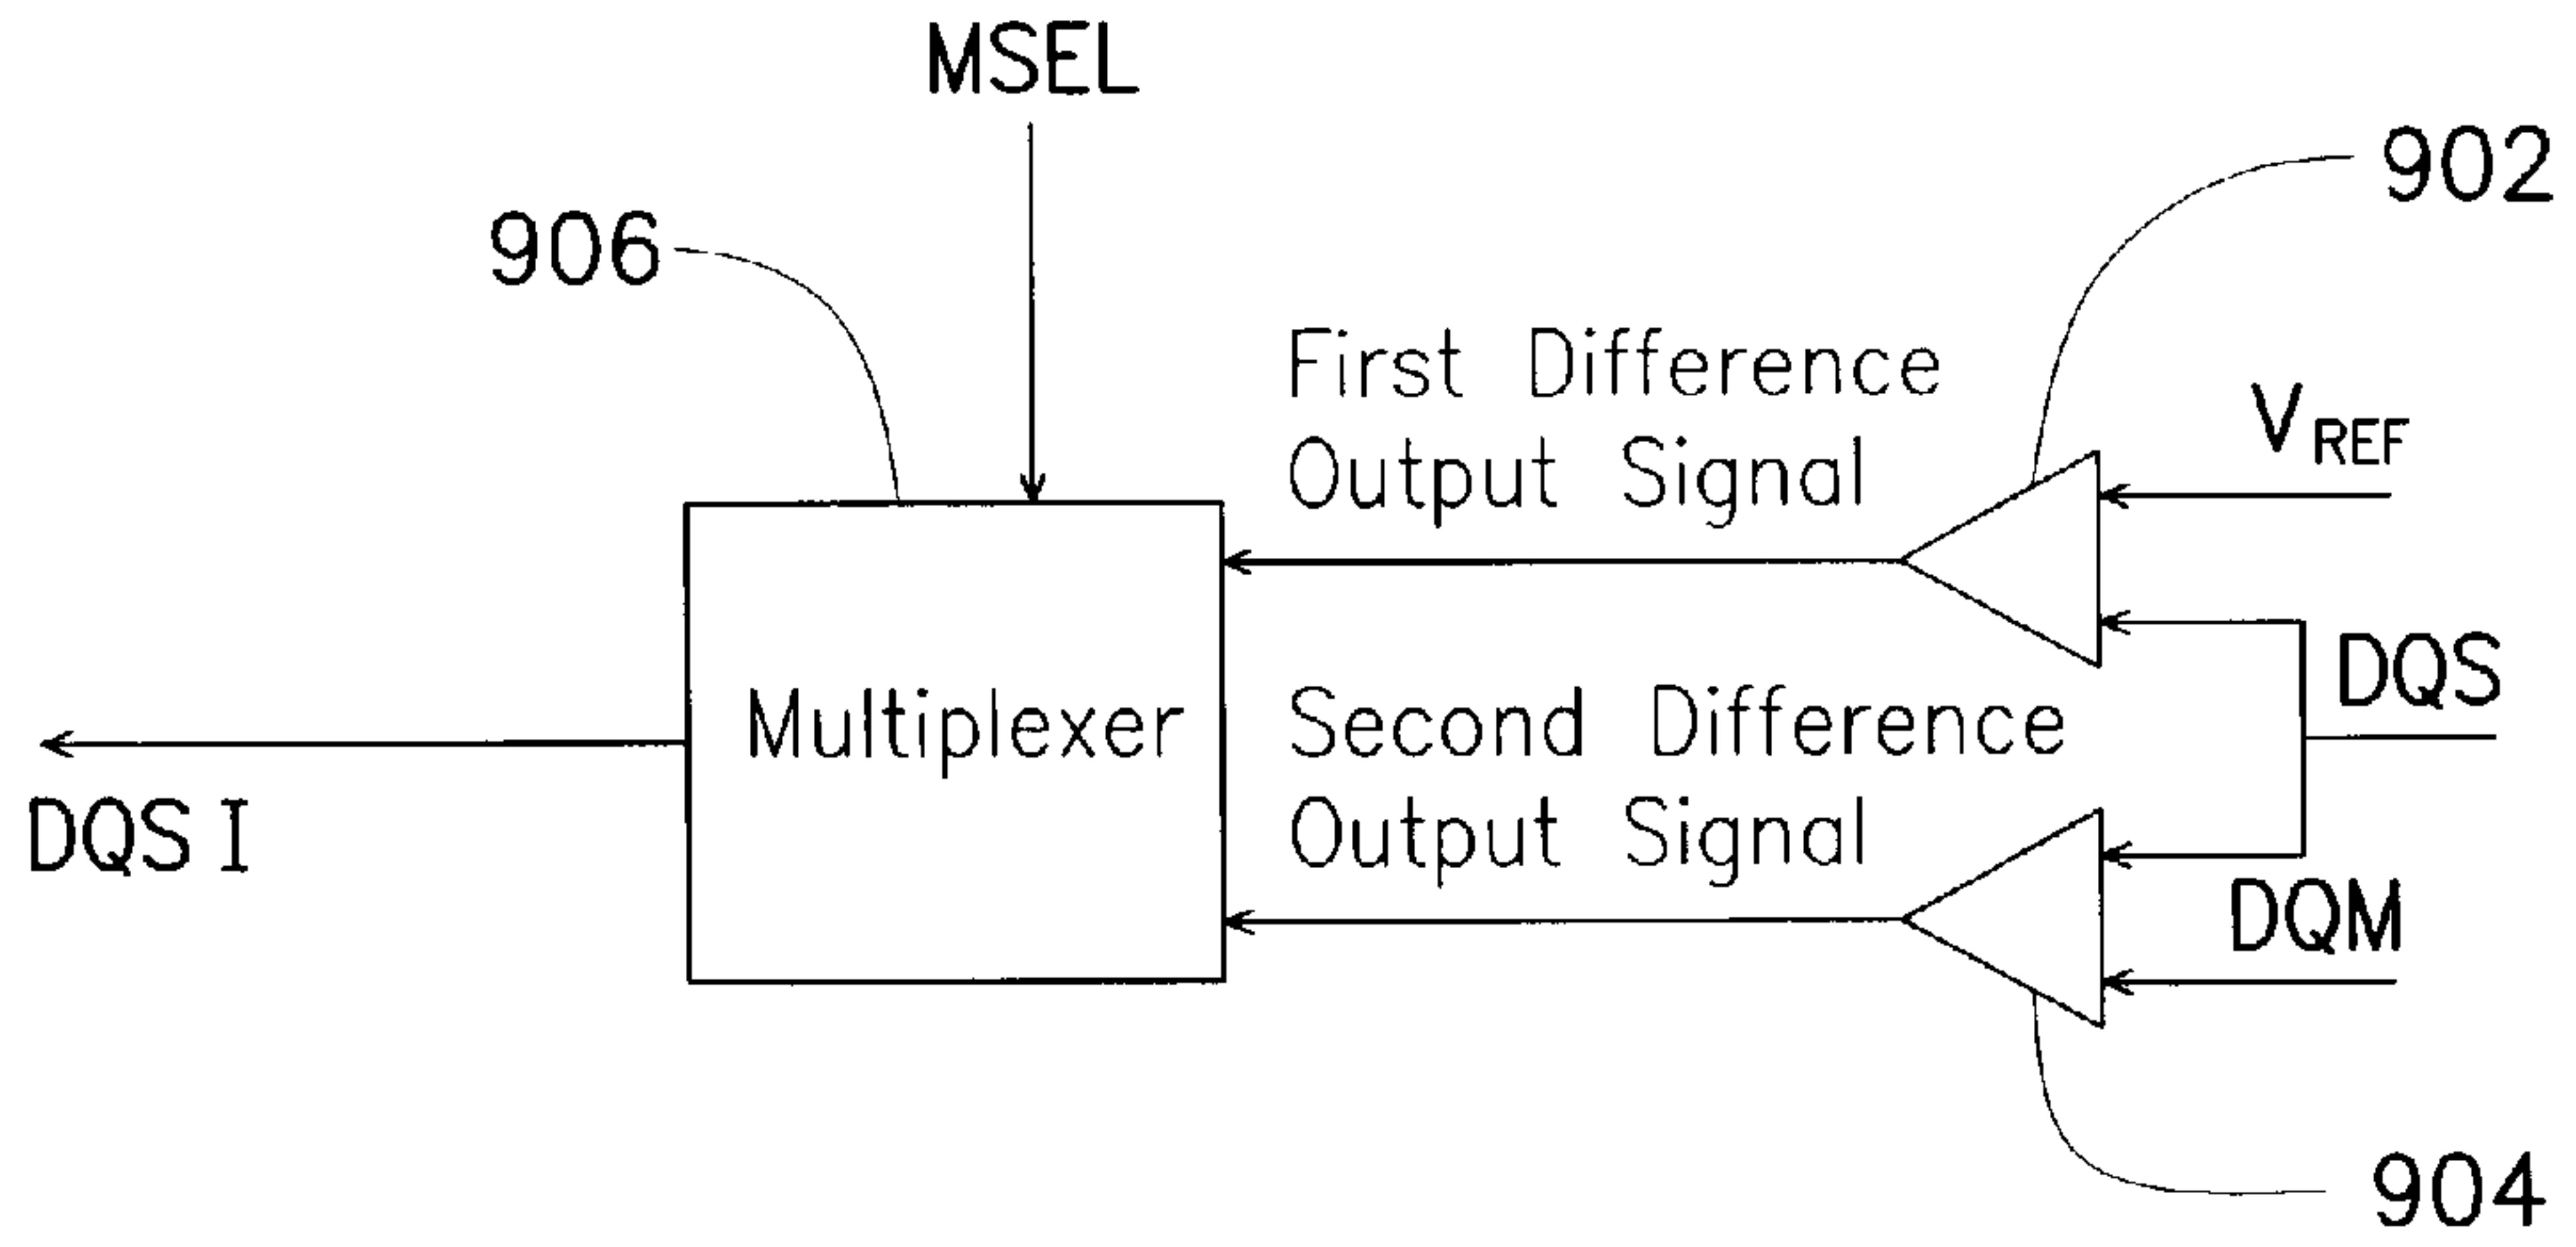 MSEL
902
906
First Difference
Output Signal
VREF
DQS
Multiplexer
Second Difference
Output Signal
DQS I
DQM
904